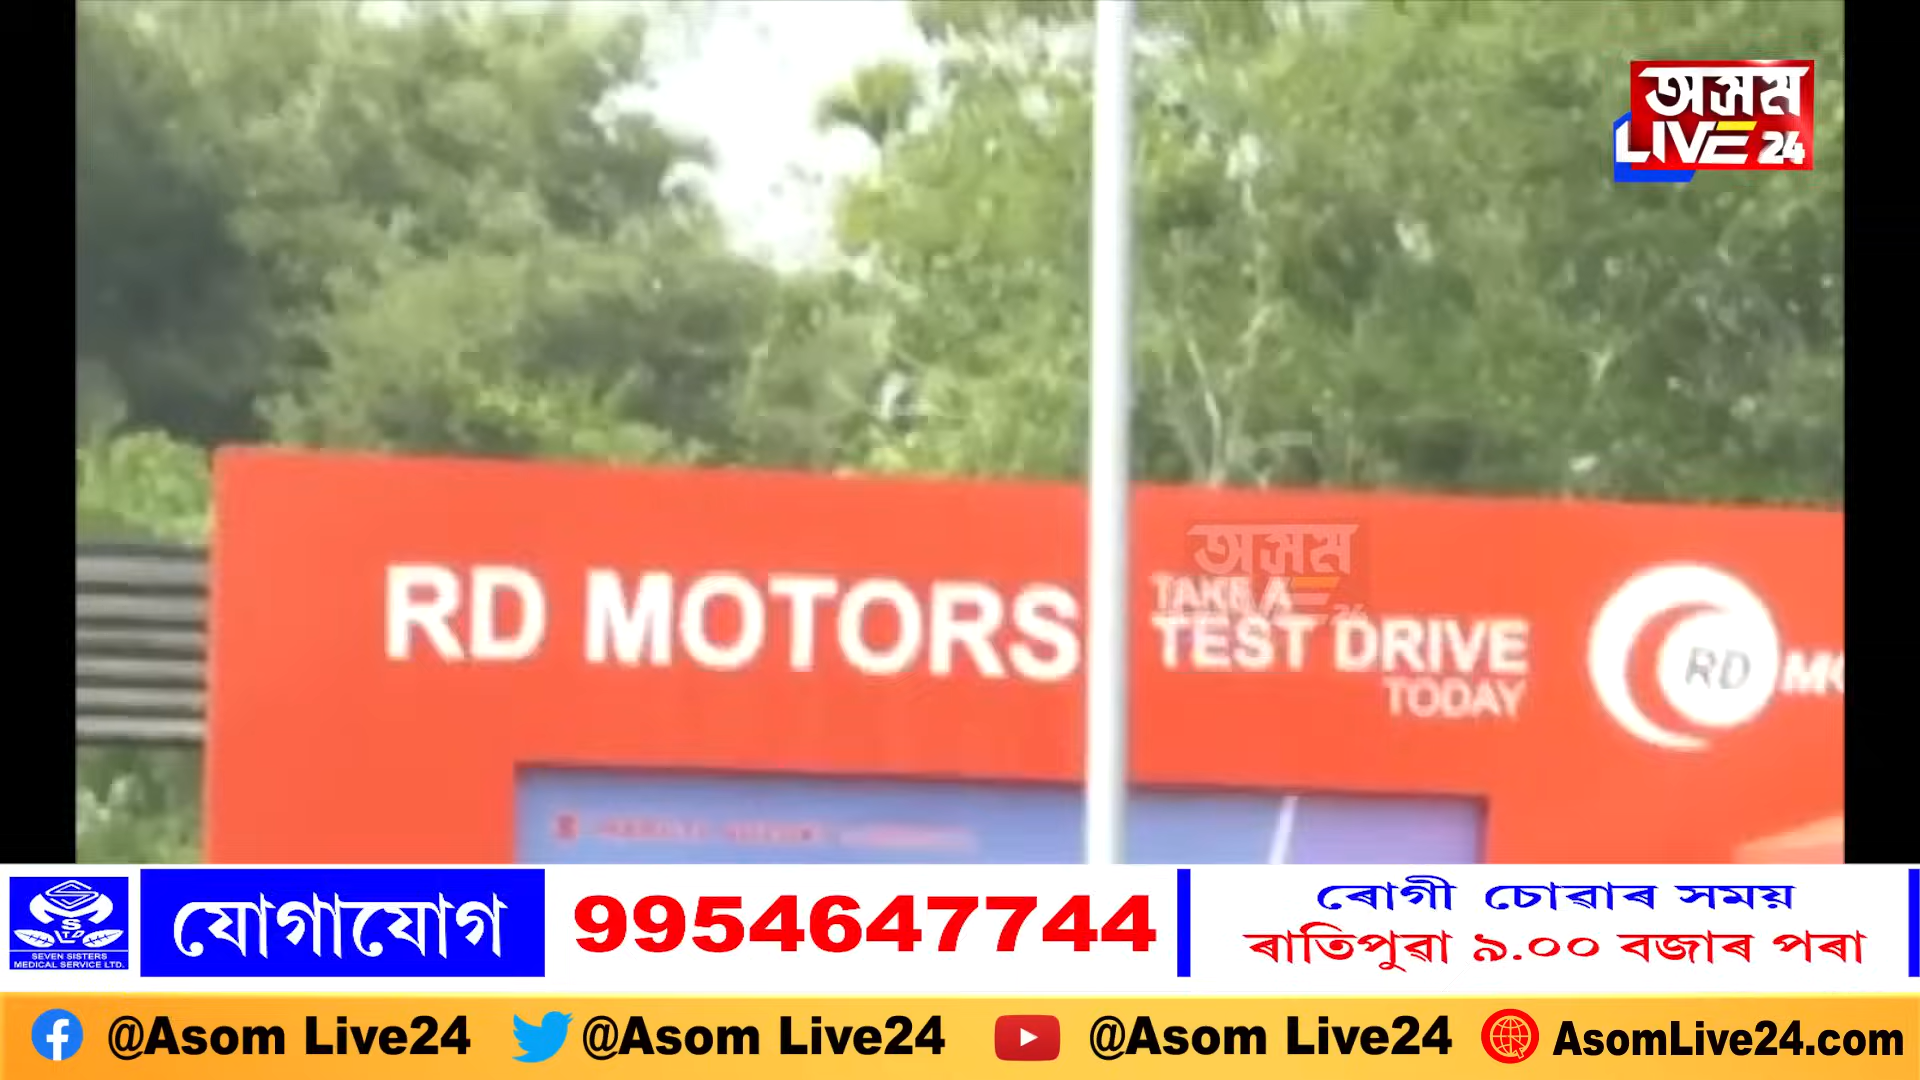 অসম
LIVE 24
RD MOTORS
TAKE A
TEST DRIVE
TODAY
RD
অসম
SEVEN SISTERS
MEDICAL SERVICE LTD.
যোগাযোগ
9954647744
ৰোগী চোৱাৰ সময়
ৰাতিপুৱা ৯.০০ বজাৰ পৰা
@Asom Live24
@Asom Live24
@Asom Live24
AsomLive24.com